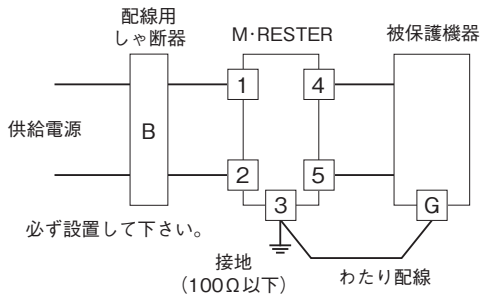 配線用
しゃ断器
M･RESTER
被保護機器
1
4
供給電源
B
2
5
3
G
必ず設置して下さい。
接地
（100Ω以下）
わたり配線